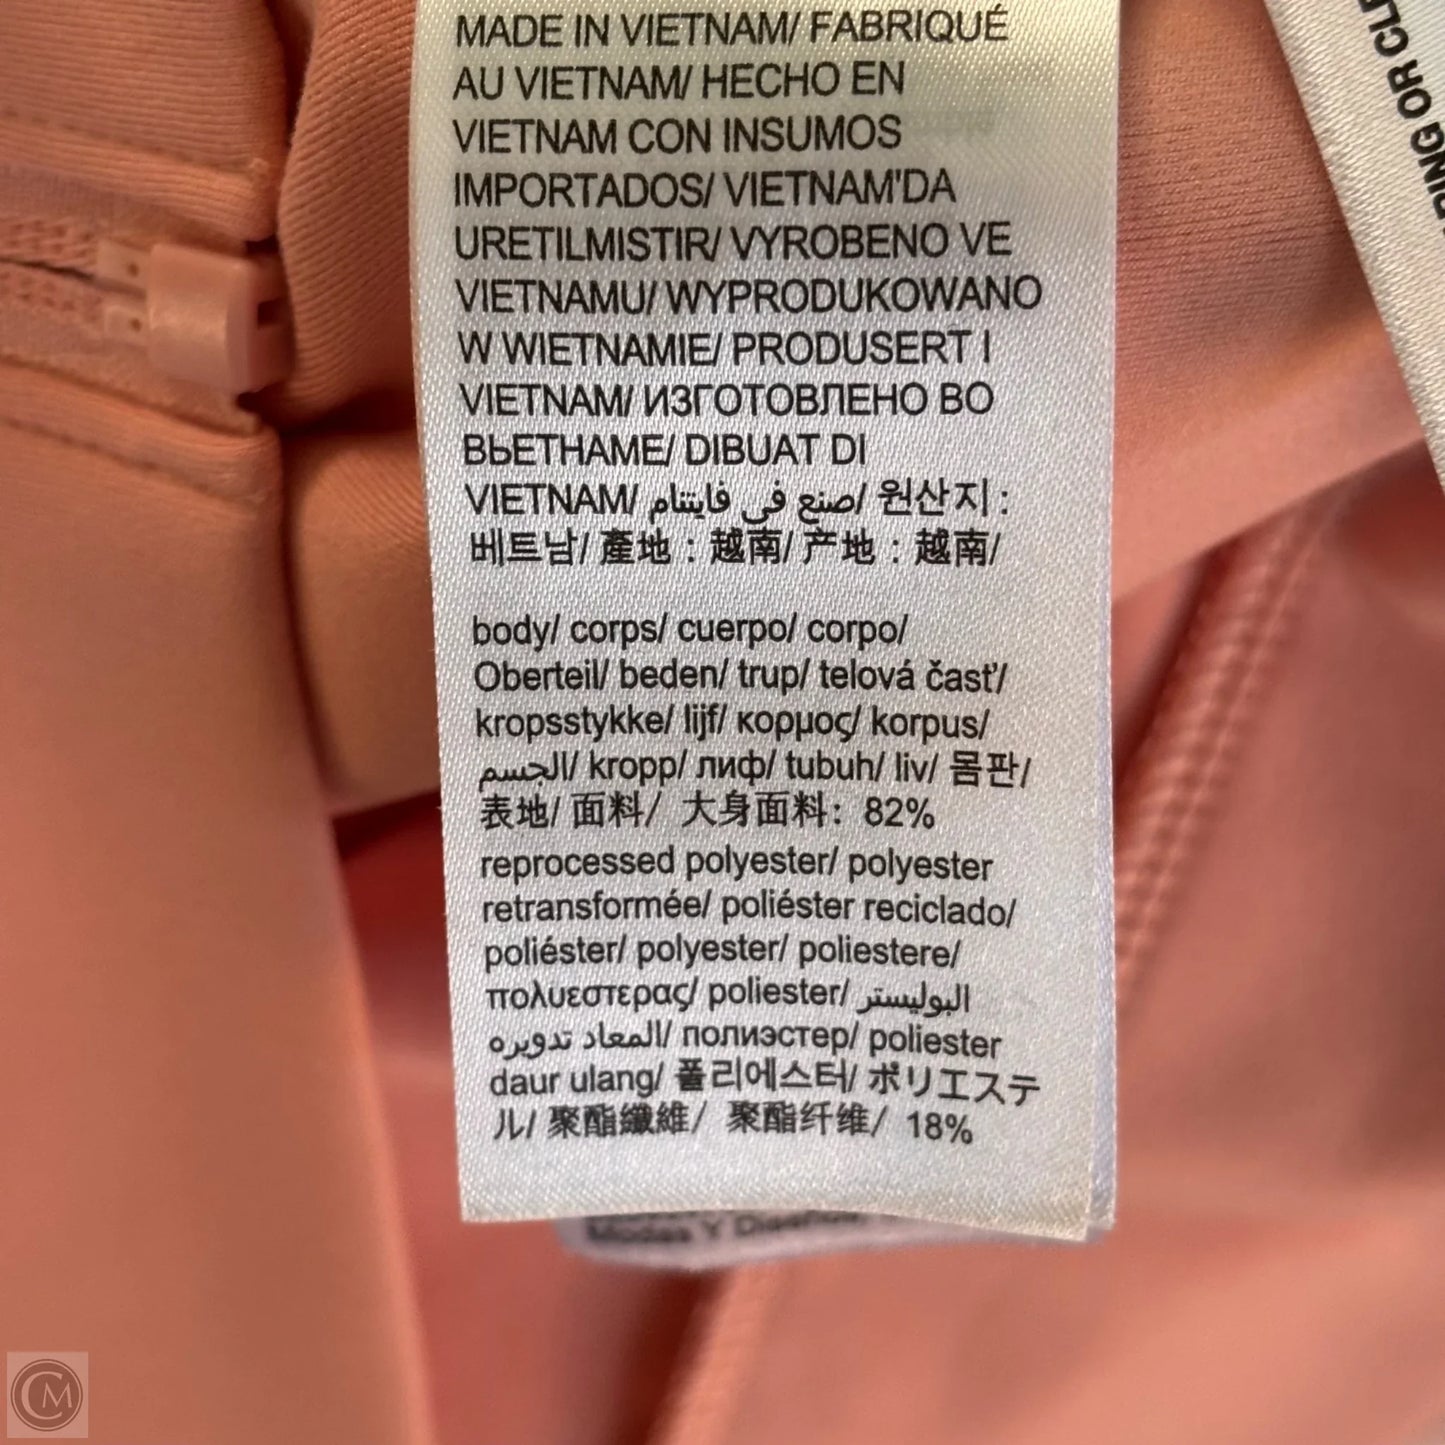 MADE IN VIETNAM/ FABRIQUÉ
AU VIETNAM/ HECHO EN
VIETNAM CON INSUMOS
IMPORTADOS/ VIETNAM'DA
URETILMISTIR/ VYROBENO VE
VIETNAMU/ WYPRODUKOWANO
W WIETNAMIE/ PRODUSERT I
VIETNAM/ ИЗГОТОВЛЕНО ВО
ВЬЕТНАМЕ/ DIBUAT DI
VIETNAM/ صنع في فايتنام/ 원산지 :
베트남/ 產地 : 越南/ 产地 : 越南/
body/ corps/ cuerpo/ corpo/
Oberteil/ beden/ trup/ telová časť/
kropsstykke/ lijf/ κορμος/ korpus/
الجسم/ kropp/ лиф/ tubuh/ liv/ 몸판/
表地/ 面料/ 大身面料: 82%
reprocessed polyester/ polyester
retransformée/ poliéster reciclado/
poliéster/ polyester/ poliestere/
πολυεστερας/ poliester/ البوليستر
المعاد تدويره/ полиэстер/ poliester
daur ulang/ 폴리에스터/ ポリエステ
ル/ 聚酯纖維/ 聚酯纤维/ 18%
Modas Y Diseños,
OR
CM